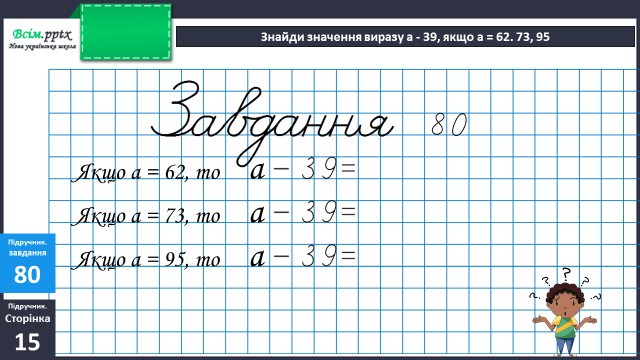 Всім.pptx
Нова українська школа
Знайди значення виразу а - 39, якщо а = 62. 73, 95
Завдання 80
Якщо а = 62, то а − 39=
Якщо а = 73, то а − 39=
Якщо а = 95, то а − 39=
Підручник.
завдання
80
Підручник.
Сторінка
15
? ? ? ? ?